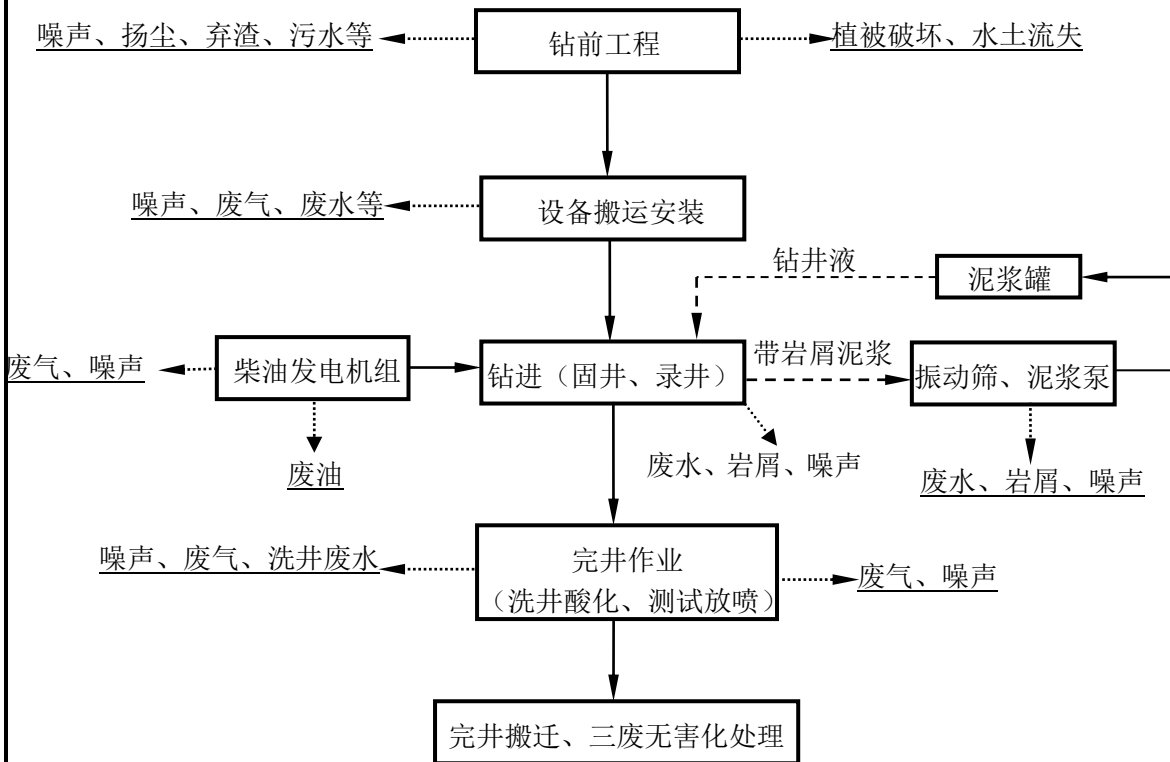 噪声、扬尘、弃渣、污水等
钻前工程
植被破坏、水土流失
噪声、废气、废水等
设备搬运安装
钻井液
泥浆罐
废气、噪声
柴油发电机组
钻进（固井、录井）
带岩屑泥浆
振动筛、泥浆泵
废油
废水、岩屑、噪声
废水、岩屑、噪声
噪声、废气、洗井废水
完井作业
（洗井酸化、测试放喷）
废气、噪声
完井搬迁、三废无害化处理